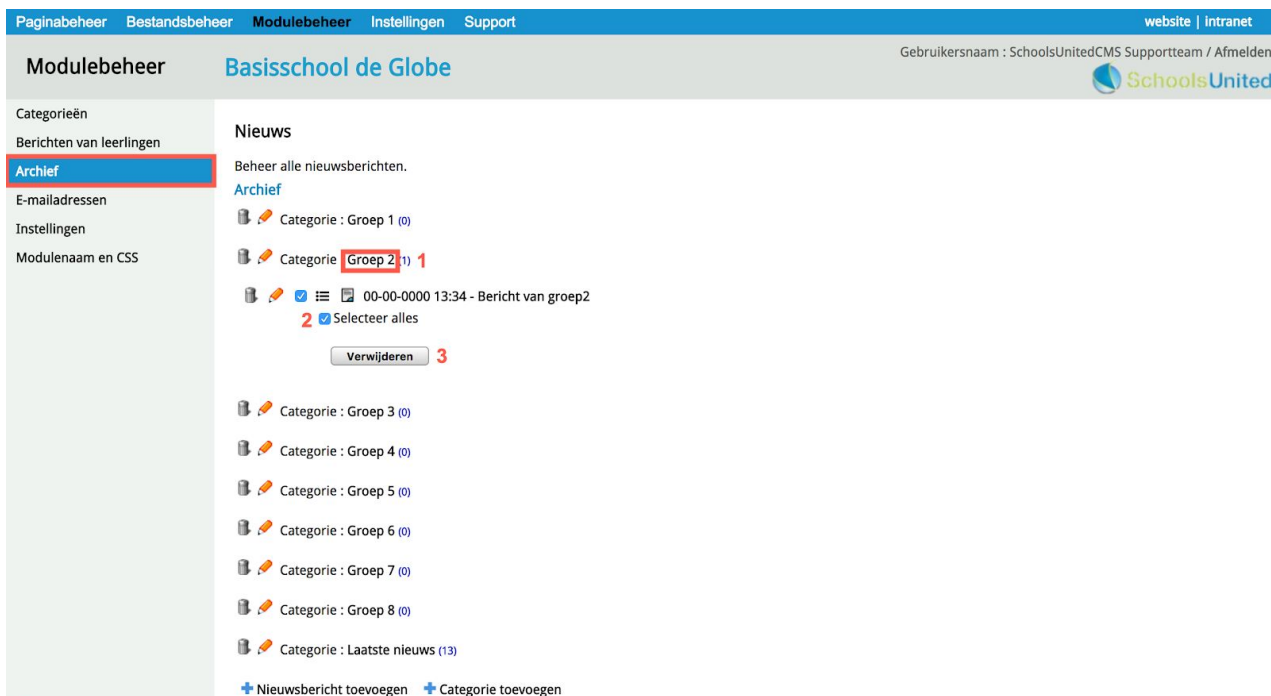 Paginabeheer Bestandsbeheer Modulebeheer Instellingen Support website | intranet
Modulebeheer Basisschool de Globe Gebruikersnaam : SchoolsUnitedCMS Supportteam / Afmelden
SchoolsUnited
Categorieën
Berichten van leerlingen
Archief
E-mailadressen
Instellingen
Modulenaam en CSS
Nieuws
Beheer alle nieuwsberichten.
Archief
Categorie : Groep 1 (0)
Categorie Groep 2 (1) 1
00-00-0000 13:34 - Bericht van groep2
2 Selecteer alles
Verwijderen 3
Categorie : Groep 3 (0)
Categorie : Groep 4 (0)
Categorie : Groep 5 (0)
Categorie : Groep 6 (0)
Categorie : Groep 7 (0)
Categorie : Groep 8 (0)
Categorie : Laatste nieuws (13)
Nieuwsbericht toevoegen Categorie toevoegen